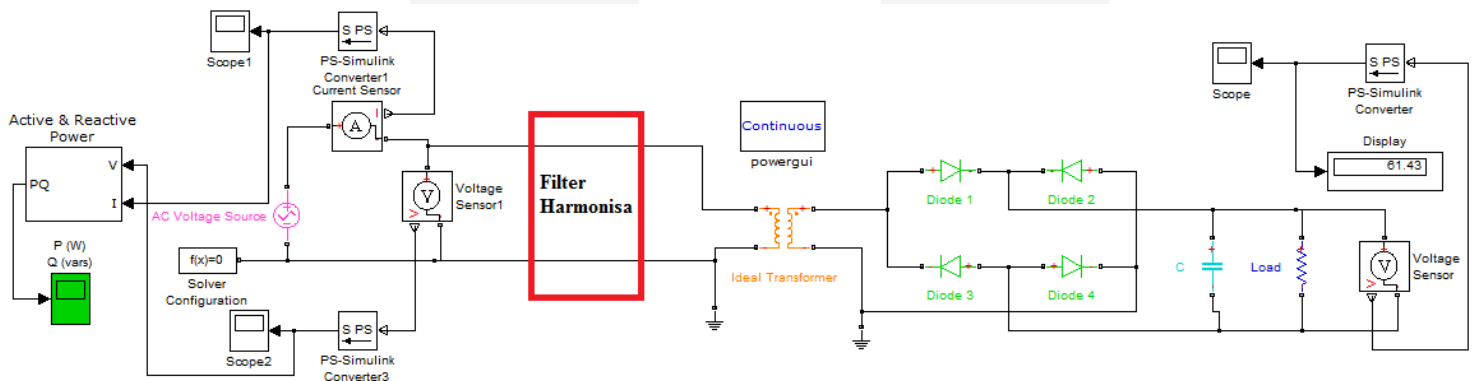 Scope1
S PS
PS-Simulink
Converter1
Current Sensor
I
A
Active & Reactive
Power
V
PQ
I
AC Voltage Source
V
Voltage
Sensor1
P (W)
Q (vars)
f(x)=0
Solver
Configuration
Scope2
S PS
PS-Simulink
Converter3
Filter
Harmonisa
Continuous
powergui
Ideal Transformer
Diode 1
Diode 2
Diode 3
Diode 4
C
Load
V
Voltage
Sensor
Scope
S PS
PS-Simulink
Converter
Display
61.43